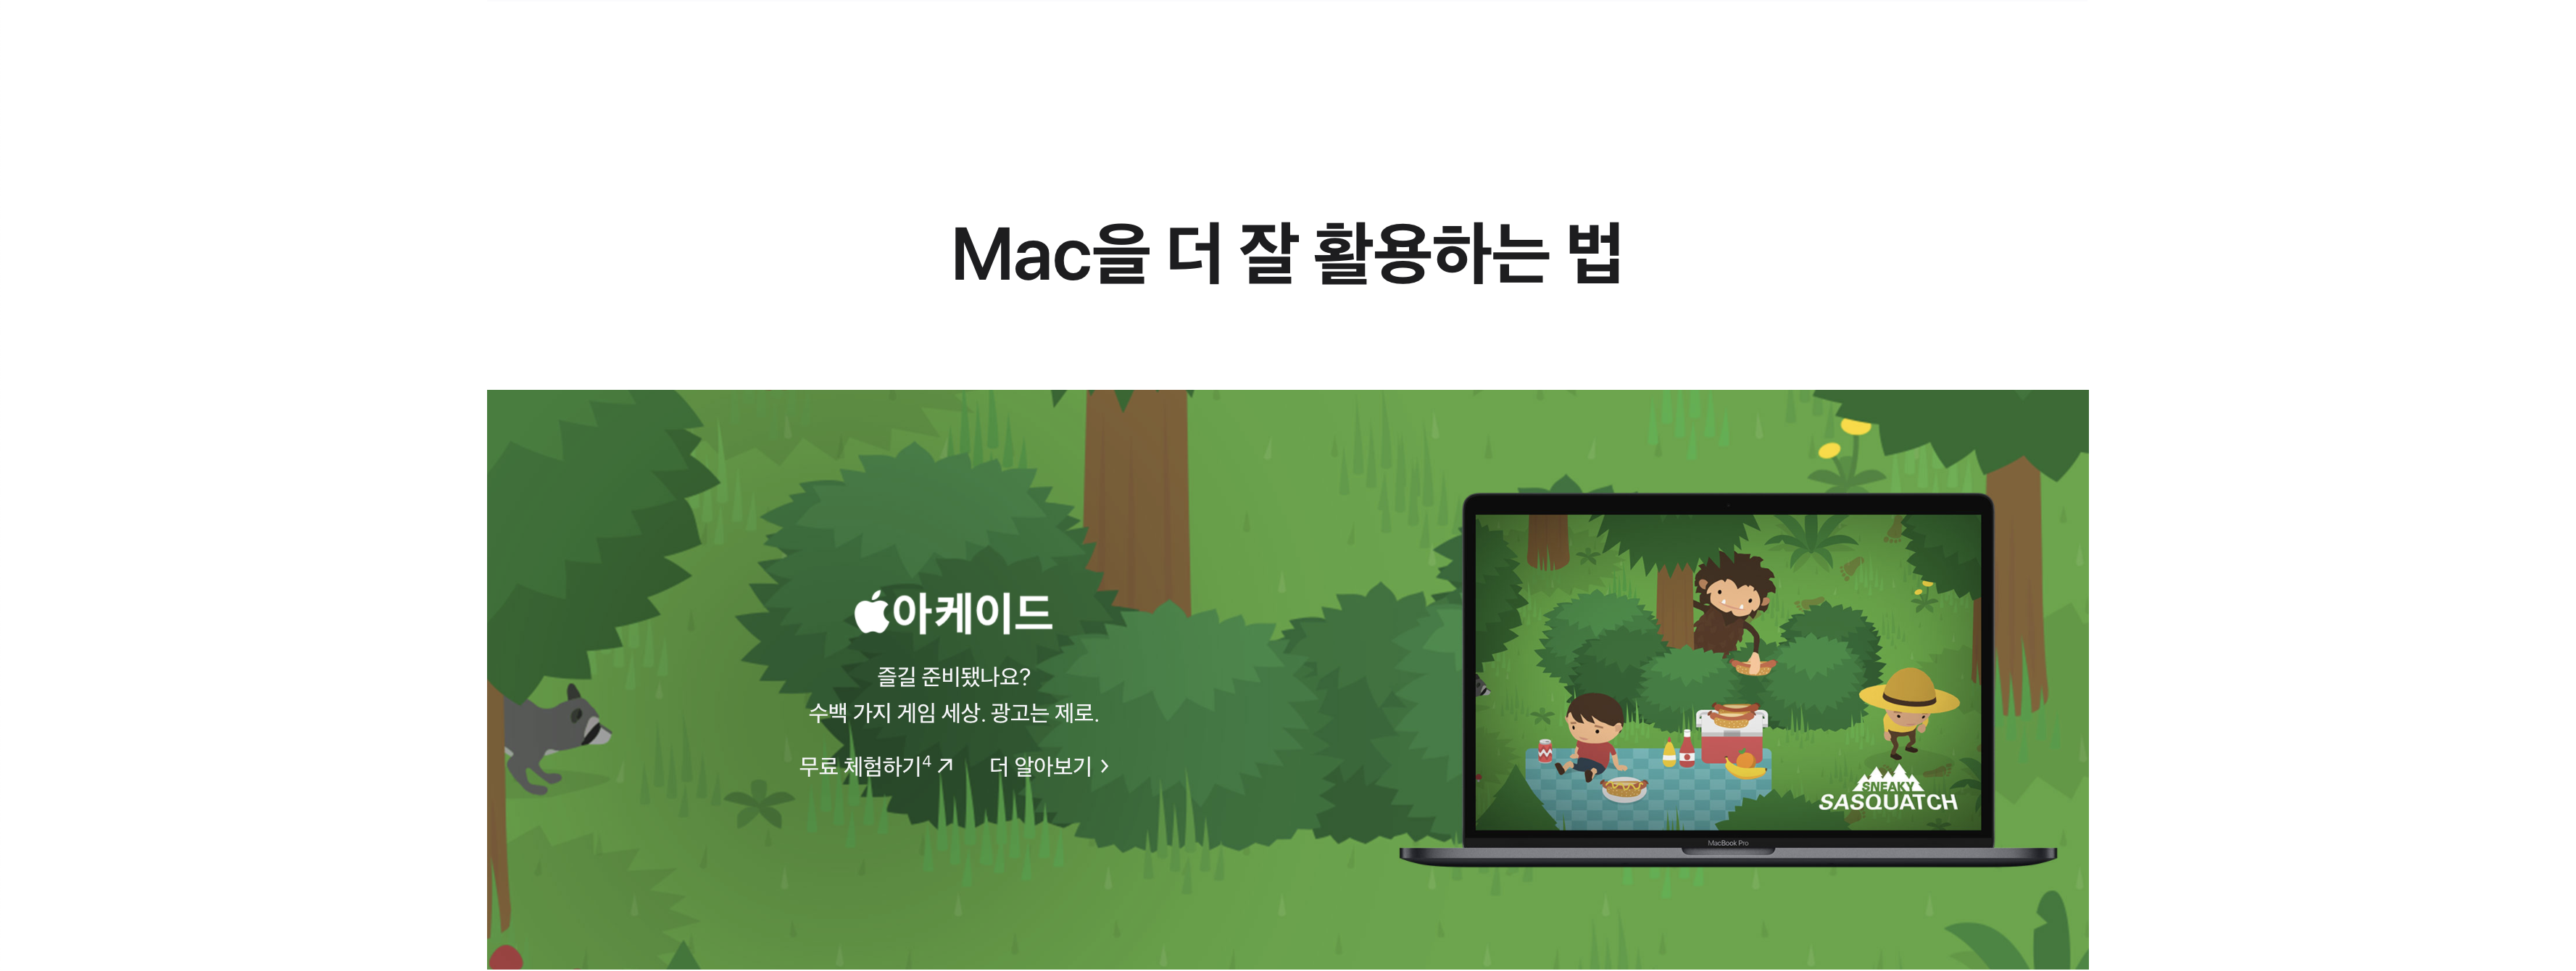 Mac을 더 잘 활용하는 법
아케이드
즐길 준비됐나요?
수백 가지 게임 세상. 광고는 제로.
무료 체험하기4 더 알아보기
SNEAKY
SASQUATCH
MacBook Pro